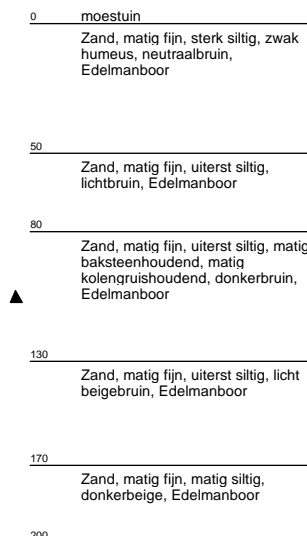 0 moestuin
Zand, matig fijn, sterk siltig, zwak
humeus, neutraalbruin,
Edelmanboor
50
Zand, matig fijn, uiterst siltig,
lichtbruin, Edelmanboor
80
Zand, matig fijn, uiterst siltig, matig
baksteenhoudend, matig
kolengruishoudend, donkerbruin,
Edelmanboor
130
Zand, matig fijn, uiterst siltig, licht
beigebruin, Edelmanboor
170
Zand, matig fijn, matig siltig,
donkerbeige, Edelmanboor
200